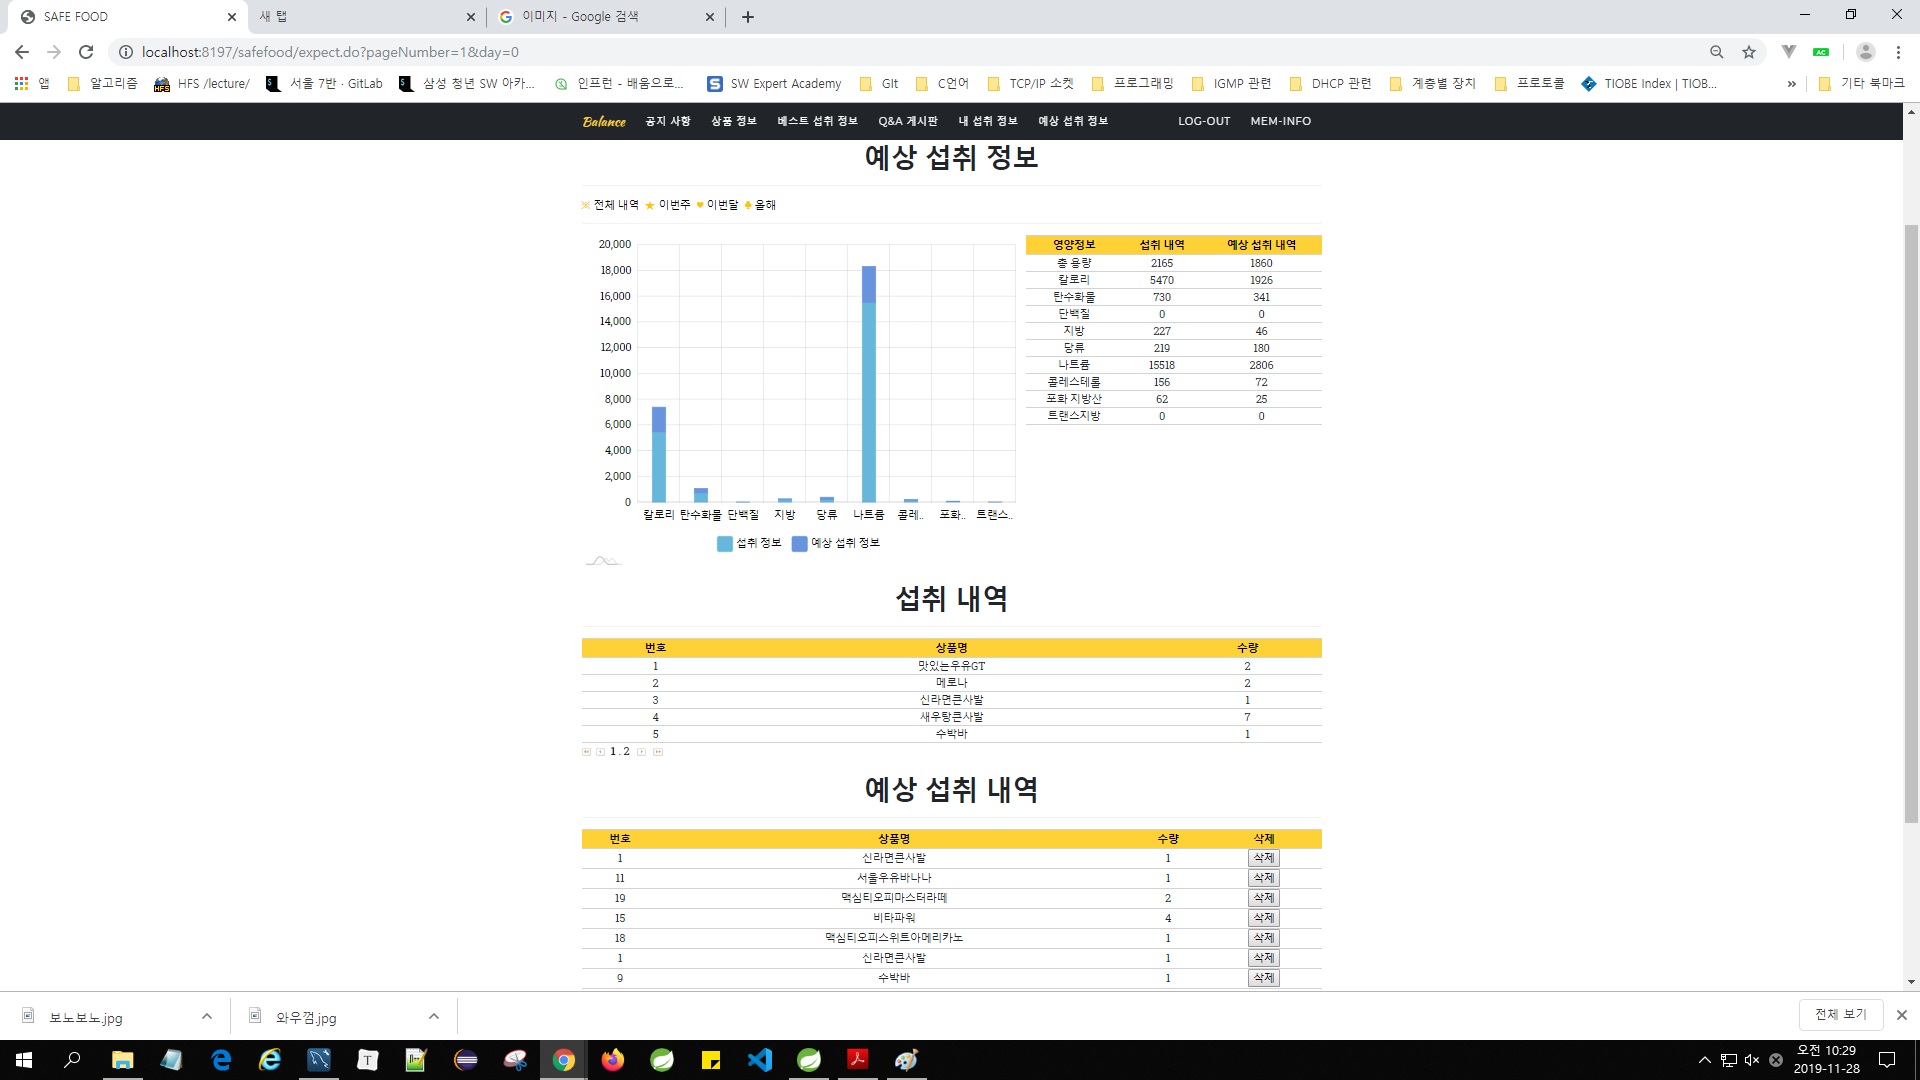 SAFE FOOD
새 탭
이미지 - Google 검색
localhost:8197/safefood/expect.do?pageNumber=1&day=0
AC
앱 알고리즘 HFS /lecture/ 서울 7반 · GitLab 삼성 청년 SW 아카... 인프런 - 배움으로... SW Expert Academy GIt C언어 TCP/IP 소켓 프로그래밍 IGMP 관련 DHCP 관련 계층별 장치 프로토콜 TIOBE Index | TIOB... » 기타 북마크
Balance 공지 사항 상품 정보 베스트 섭취 정보 Q&A 게시판 내 섭취 정보 예상 섭취 정보 LOG-OUT MEM-INFO
예상 섭취 정보
※ 전체 내역 ★ 이번주 ♥ 이번달 ♠ 올해
20,000
18,000
16,000
14,000
12,000
10,000
8,000
6,000
4,000
2,000
0
칼로리 탄수화물 단백질 지방 당류 나트륨 콜레.. 포화.. 트랜스..
섭취 정보 예상 섭취 정보
영양정보 섭취 내역 예상 섭취 내역
총 용량 2165 1860
칼로리 5470 1926
탄수화물 730 341
단백질 0 0
지방 227 46
당류 219 180
나트륨 15518 2806
콜레스테롤 156 72
포화 지방산 62 25
트랜스지방 0 0
섭취 내역
번호 상품명 수량
1 맛있는우유GT 2
2 메로나 2
3 신라면큰사발 1
4 새우탕큰사발 7
5 수박바 1
1 . 2
예상 섭취 내역
번호 상품명 수량 삭제
1 신라면큰사발 1 삭제
11 서울우유바나나 1 삭제
19 맥심티오피마스터라떼 2 삭제
15 비타파워 4 삭제
18 맥심티오피스위트아메리카노 1 삭제
1 신라면큰사발 1 삭제
9 수박바 1 삭제
보노보노.jpg
와우껌.jpg
전체 보기
오전 10:29
2019-11-28